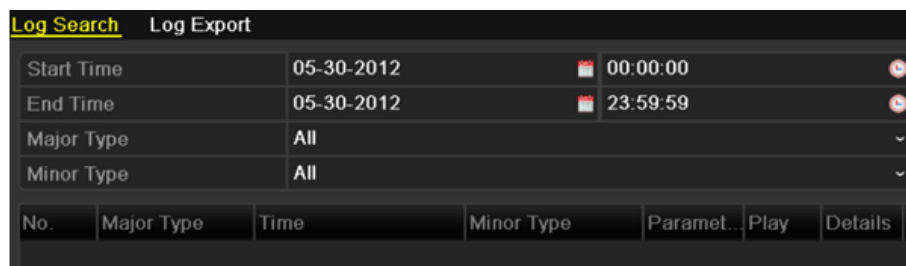 Log Search Log Export
Start Time 05-30-2012 00:00:00
End Time 05-30-2012 23:59:59
Major Type All
Minor Type All
No. Major Type Time Minor Type Paramet... Play Details